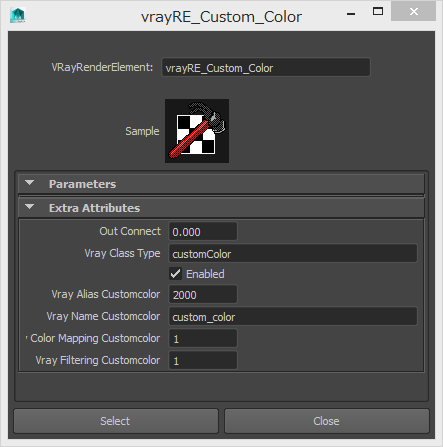 vrayRE_Custom_Color
VRayRenderElement: vrayRE_Custom_Color
Sample
Parameters
Extra Attributes
Out Connect 0.000
Vray Class Type customColor
Enabled
Vray Alias Customcolor 2000
Vray Name Customcolor custom_color
Color Mapping Customcolor 1
Vray Filtering Customcolor 1
Select Close